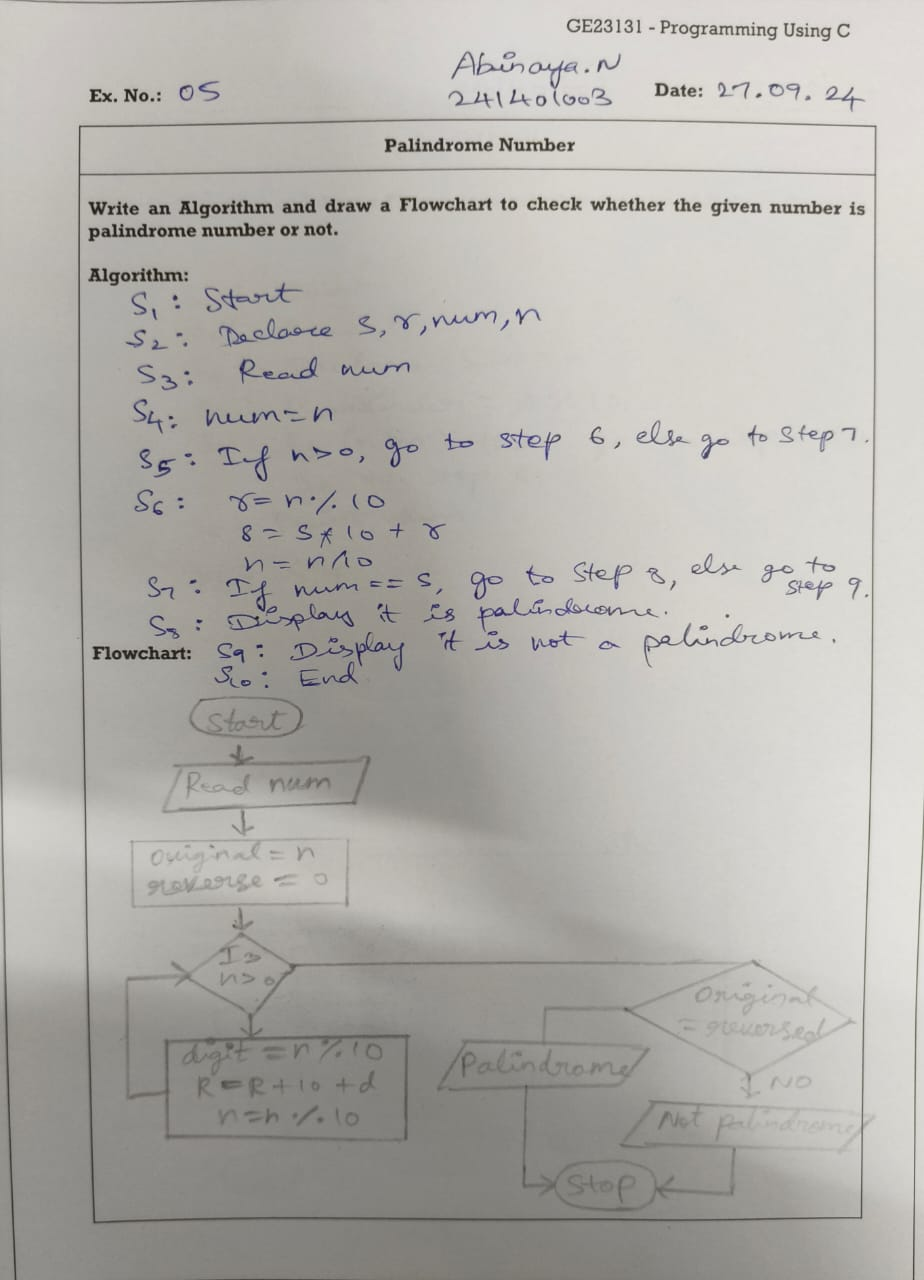 GE23131 - Programming Using C
Abinaya.N
Ex. No.: 05
241401003
Date: 27.09.24
Palindrome Number
Write an Algorithm and draw a Flowchart to check whether the given number is
palindrome number or not.
Algorithm:
S1: Start
S2: Declare s, r, num, n
S3: Read num
S4: num=n
S5: If n>0, go to step 6, else go to Step 7.
S6: r=n%10
s = s*10+r
n=n/10
S7: If num==s, go to step 8, else go to
step 9.
S8: Display it is palindrome.
Flowchart: S9: Display it is not a palindrome.
S10: End
Start
Read num
original=n
reverse=0
Is
n>0
digit=n%10
R=R+10+d
n=n%10
Original
=reversed
Palindrome
NO
Not palindrome
Stop